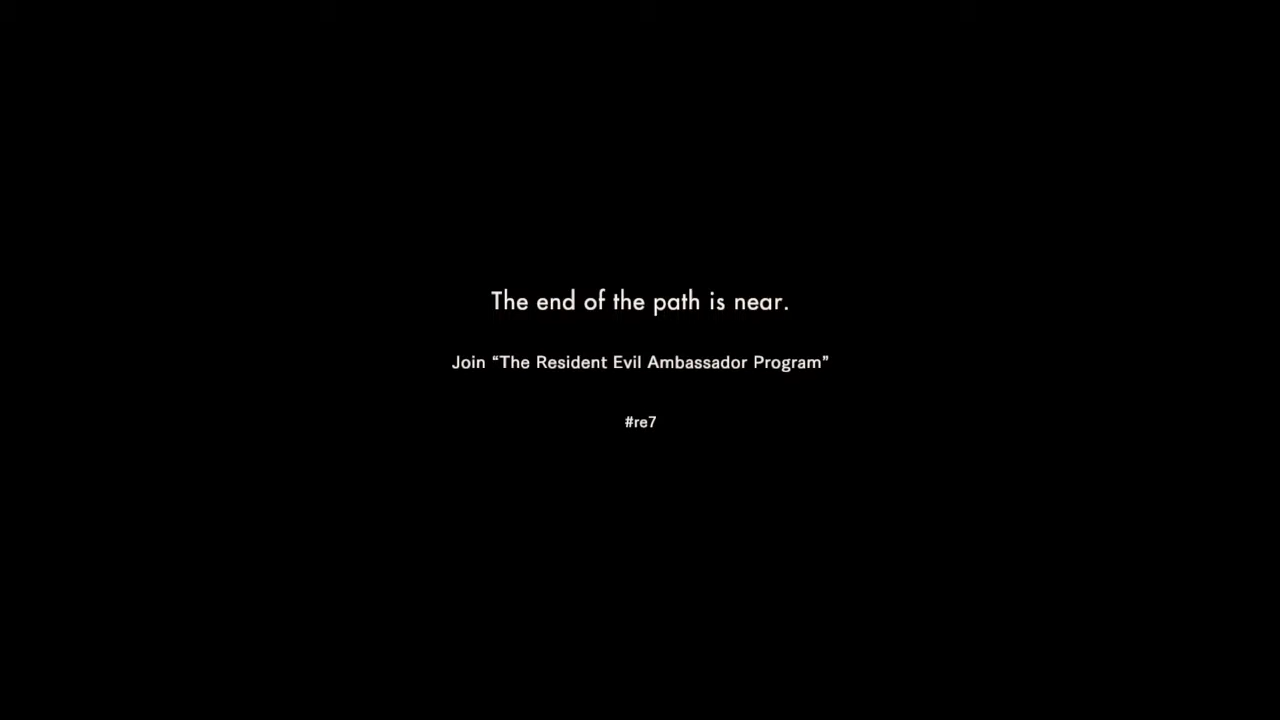 The end of the path is near.
Join “The Resident Evil Ambassador Program”
#re7